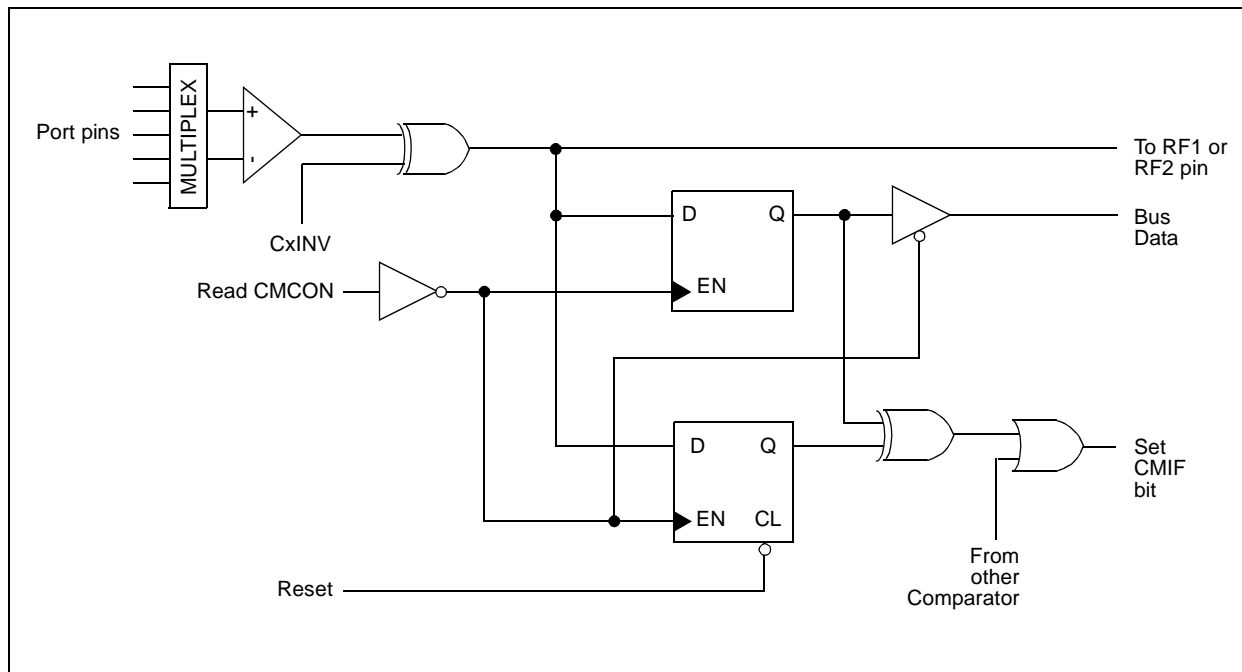 MULTIPLEX
Port pins
+
-
CxINV
To RF1 or
RF2 pin
D
Q
EN
Bus
Data
Read CMCON
D
Q
EN
CL
Set
CMIF
bit
From
other
Comparator
Reset